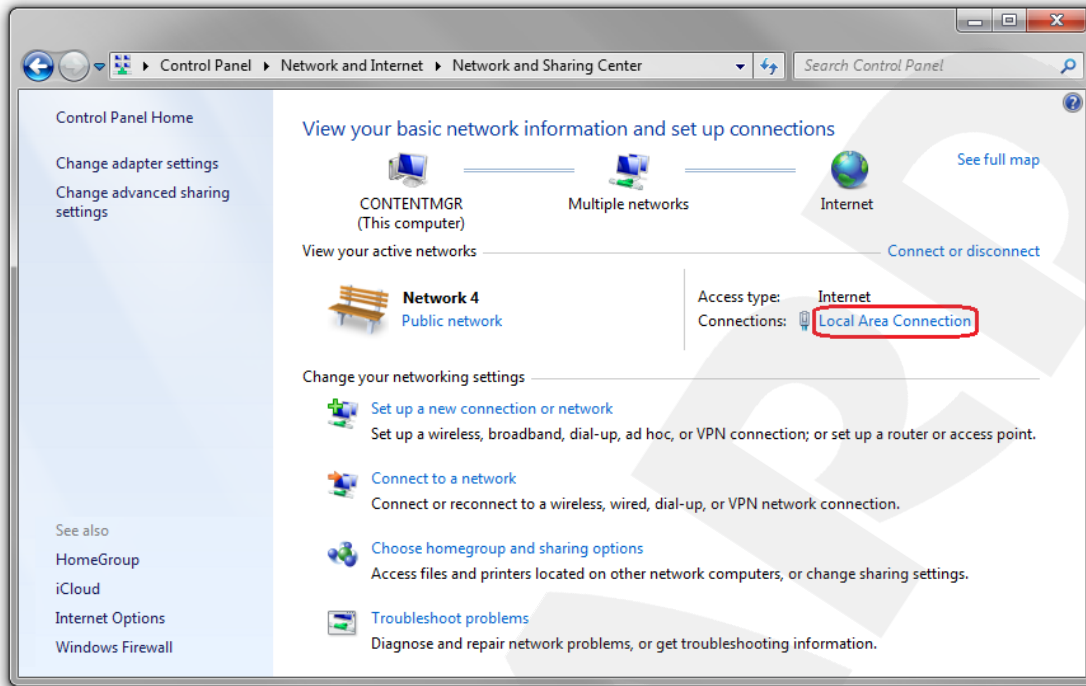 Control Panel ▸ Network and Internet ▸ Network and Sharing Center
Search Control Panel
Control Panel Home
Change adapter settings
Change advanced sharing
settings
See also
HomeGroup
iCloud
Internet Options
Windows Firewall
View your basic network information and set up connections
See full map
CONTENTMGR
(This computer)
Multiple networks
Internet
View your active networks
Connect or disconnect
Network 4
Public network
Access type: Internet
Connections: Local Area Connection
Change your networking settings
Set up a new connection or network
Set up a wireless, broadband, dial-up, ad hoc, or VPN connection; or set up a router or access point.
Connect to a network
Connect or reconnect to a wireless, wired, dial-up, or VPN network connection.
Choose homegroup and sharing options
Access files and printers located on other network computers, or change sharing settings.
Troubleshoot problems
Diagnose and repair network problems, or get troubleshooting information.